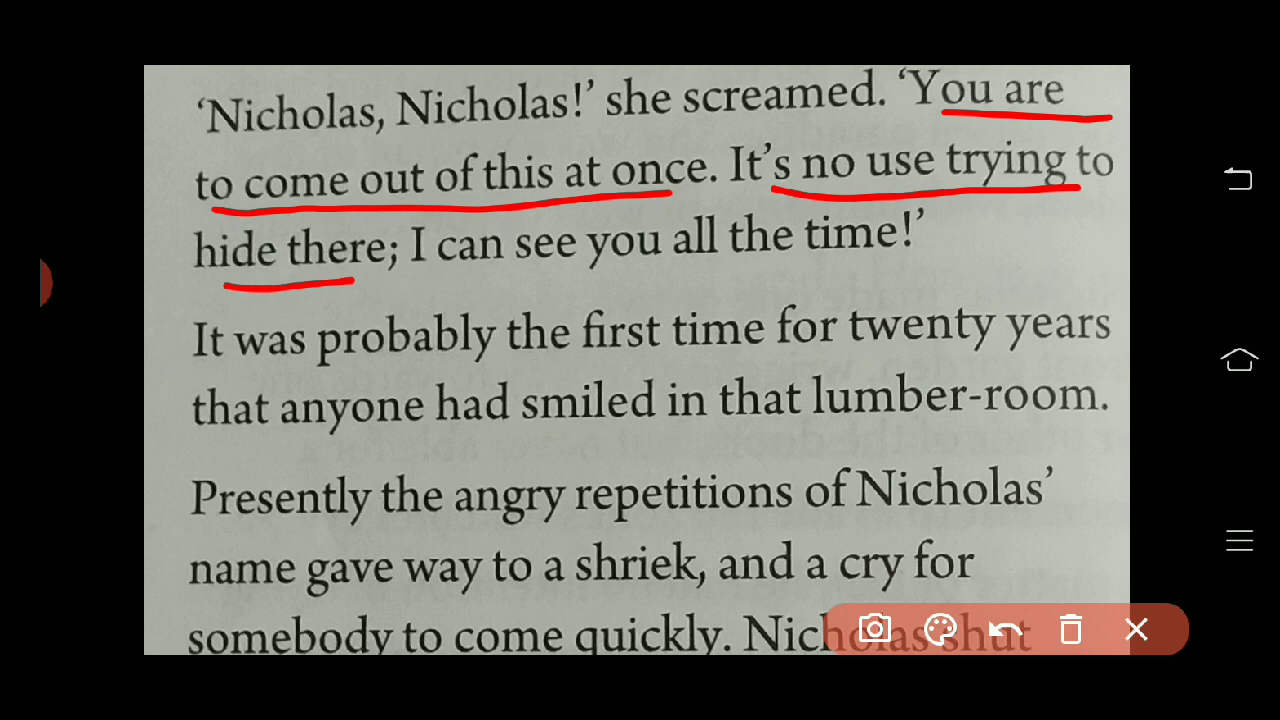 ‘Nicholas, Nicholas!’ she screamed. ‘You are
to come out of this at once. It’s no use trying to
hide there; I can see you all the time!’
It was probably the first time for twenty years
that anyone had smiled in that lumber-room.
Presently the angry repetitions of Nicholas’
name gave way to a shriek, and a cry for
somebody to come quickly. Nicholas shut